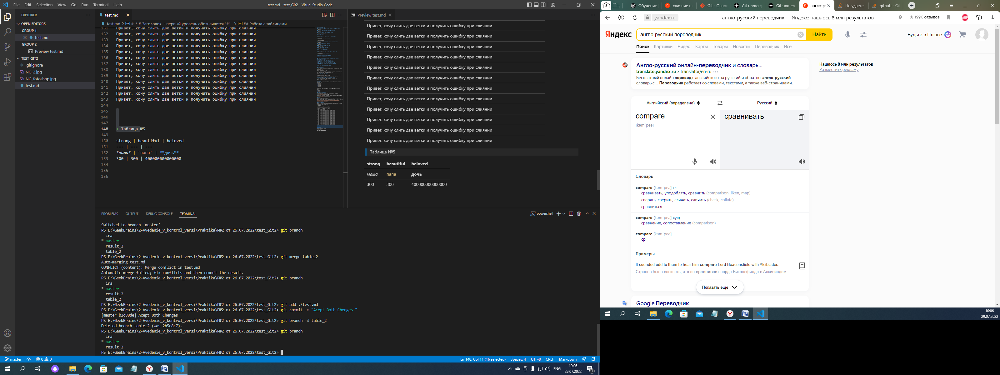 File Edit Selection View Go Run Terminal Help
test.md - test_Git2 - Visual Studio Code
EXPLORER
OPEN EDITORS
GROUP 1
test.md
GROUP 2
Preview test.md
TEST_GIT2
.gitignore
NG_2.jpg
NG_fotoshop.jpg
test.md
test.md
test.md > # * # Заголовок - первый уровень обозначается "#" > ## Работа с таблицами
131 Привет, хочу слить две ветки и получить ошибку при слиянии
132 Привет, хочу слить две ветки и получить ошибку при слиянии
133 Привет, хочу слить две ветки и получить ошибку при слиянии
134 Привет, хочу слить две ветки и получить ошибку при слиянии
135 Привет, хочу слить две ветки и получить ошибку при слиянии
136 Привет, хочу слить две ветки и получить ошибку при слиянии
137 Привет, хочу слить две ветки и получить ошибку при слиянии
138 Привет, хочу слить две ветки и получить ошибку при слиянии
139 Привет, хочу слить две ветки и получить ошибку при слиянии
140 Привет, хочу слить две ветки и получить ошибку при слиянии
141 Привет, хочу слить две ветки и получить ошибку при слиянии
142 Привет, хочу слить две ветки и получить ошибку при слиянии
143 Привет, хочу слить две ветки и получить ошибку при слиянии
144
145
146
147
148 > Таблица №5
149
150 strong | beautiful | beloved
151 --- | --- | ---
152 *мама* | `папа` | **дочь**
153 300 | 300 | 400000000000000
154
155
156
Preview test.md
Привет, хочу слить две ветки и получить ошибку при слиянии
Привет, хочу слить две ветки и получить ошибку при слиянии
Привет, хочу слить две ветки и получить ошибку при слиянии
Привет, хочу слить две ветки и получить ошибку при слиянии
Привет, хочу слить две ветки и получить ошибку при слиянии
Привет, хочу слить две ветки и получить ошибку при слиянии
Привет, хочу слить две ветки и получить ошибку при слиянии
Привет, хочу слить две ветки и получить ошибку при слиянии
Привет, хочу слить две ветки и получить ошибку при слиянии
Привет, хочу слить две ветки и получить ошибку при слиянии
Привет, хочу слить две ветки и получить ошибку при слиянии
Привет, хочу слить две ветки и получить ошибку при слиянии
Таблица №5
strong beautiful beloved
мама папа дочь
300 300 400000000000000
PROBLEMS OUTPUT DEBUG CONSOLE TERMINAL
powershell
Switched to branch 'master'
PS E:\GeekBrains\2-Vvedenie_v_kontrol_versi\Praktika\P№2 от 26.07.2022\test_Git2> git branch
ira
* master
result_2
table_2
PS E:\GeekBrains\2-Vvedenie_v_kontrol_versi\Praktika\P№2 от 26.07.2022\test_Git2> git merge table_2
Auto-merging test.md
CONFLICT (content): Merge conflict in test.md
Automatic merge failed; fix conflicts and then commit the result.
PS E:\GeekBrains\2-Vvedenie_v_kontrol_versi\Praktika\P№2 от 26.07.2022\test_Git2> git branch
ira
* master
result_2
table_2
PS E:\GeekBrains\2-Vvedenie_v_kontrol_versi\Praktika\P№2 от 26.07.2022\test_Git2> git add .\test.md
PS E:\GeekBrains\2-Vvedenie_v_kontrol_versi\Praktika\P№2 от 26.07.2022\test_Git2> git commit -m "Acept Both Chenges "
[master b2c88de] Acept Both Chenges
PS E:\GeekBrains\2-Vvedenie_v_kontrol_versi\Praktika\P№2 от 26.07.2022\test_Git2> git branch -d table_2
Deleted branch table_2 (was 2b5e8c7).
PS E:\GeekBrains\2-Vvedenie_v_kontrol_versi\Praktika\P№2 от 26.07.2022\test_Git2> git branch
ira
* master
result_2
PS E:\GeekBrains\2-Vvedenie_v_kontrol_versi\Praktika\P№2 от 26.07.2022\test_Git2>
master 0 0
Ln 148, Col 11 (16 selected) Spaces: 4 UTF-8 CRLF Markdown
ENG
10:06
29.07.2022
1
8
Обучение
слияние в
Git - Основ
Git unmerg
Git unmerg
англо-р
Не удаетс
github - Gi
yandex.ru
англо-русский переводчик — Яндекс: нашлось 8 млн результатов
199K отзывов
ABP
Яндекс
англо-русский переводчик
Найти
Будьте в Плюсе
Поиск Картинки Видео Карты Товары Новости Переводчик Все
Англо-русский онлайн-переводчик и словарь...
translate.yandex.ru › translator/en-ru
Бесплатный онлайн перевод с английского на русский и обратно, англо-русский
словарь с ... Переводчик работает со словами, текстами, а также веб-страницами.
Нашлось 8 млн результатов
Разместить рекламу
Английский (определено)
Русский
compare
[kəmˈpeə]
сравнивать
Словарь
compare [kəmˈpeə] гл
сравнивать, уподоблять, сравнить (comparison, liken, map)
сверять, сверить, сличать, сличить (check, collate)
сравниться
compare [kəmˈpeə] сущ
сравнение, сопоставление (comparison)
compare [kəmˈpeə]
ср.
Примеры
It sounded odd to them to hear him compare Lord Beaconsfield with Alcibiades.
Странно было слышать, что он сравнивает лорда Биконсфилда с Алкивиадом.
Показать ещё
Google Переводчик
10:06
29.07.2022